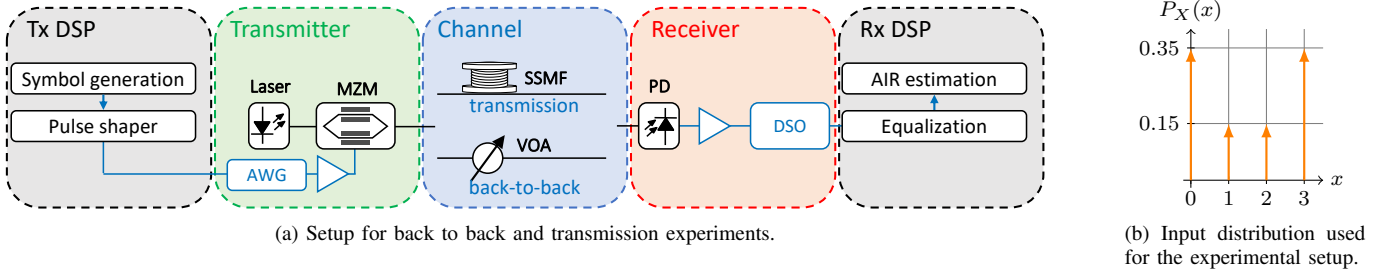 Tx DSP
Symbol generation
Pulse shaper
Transmitter
Laser
MZM
AWG
Channel
SSMF
transmission
VOA
back-to-back
Receiver
PD
DSO
Rx DSP
AIR estimation
Equalization
(a) Setup for back to back and transmission experiments.
P_X(x)
0.35
0.15
0 1 2 3 x
(b) Input distribution used
for the experimental setup.